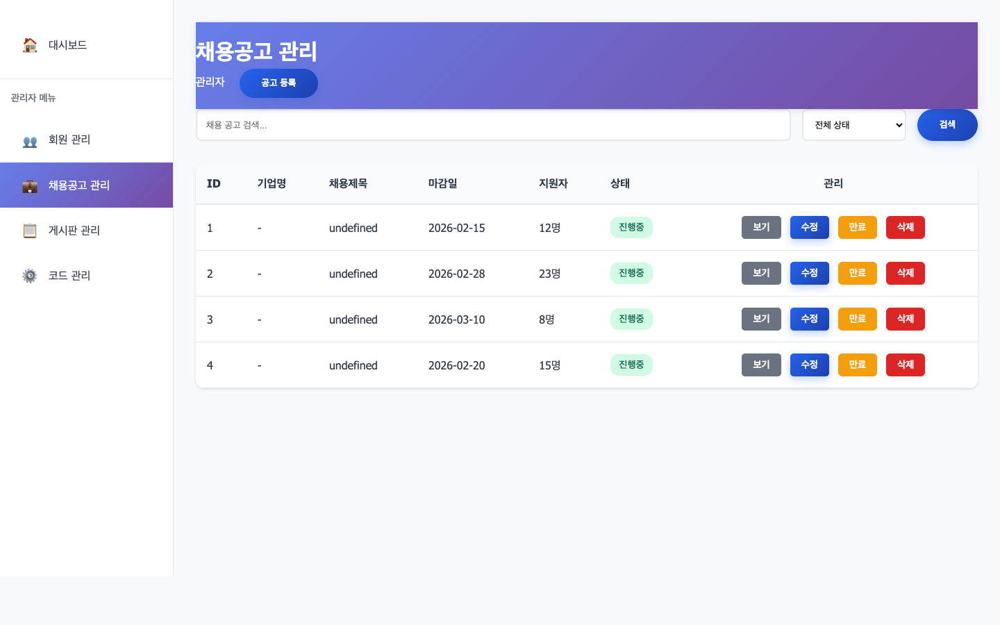 대시보드
관리자 메뉴
회원 관리
채용공고 관리
게시판 관리
코드 관리
채용공고 관리
관리자 공고 등록
채용 공고 검색... 전체 상태 검색
ID 기업명 채용제목 마감일 지원자 상태 관리
1 - undefined 2026-02-15 12명 진행중 보기 수정 만료 삭제
2 - undefined 2026-02-28 23명 진행중 보기 수정 만료 삭제
3 - undefined 2026-03-10 8명 진행중 보기 수정 만료 삭제
4 - undefined 2026-02-20 15명 진행중 보기 수정 만료 삭제